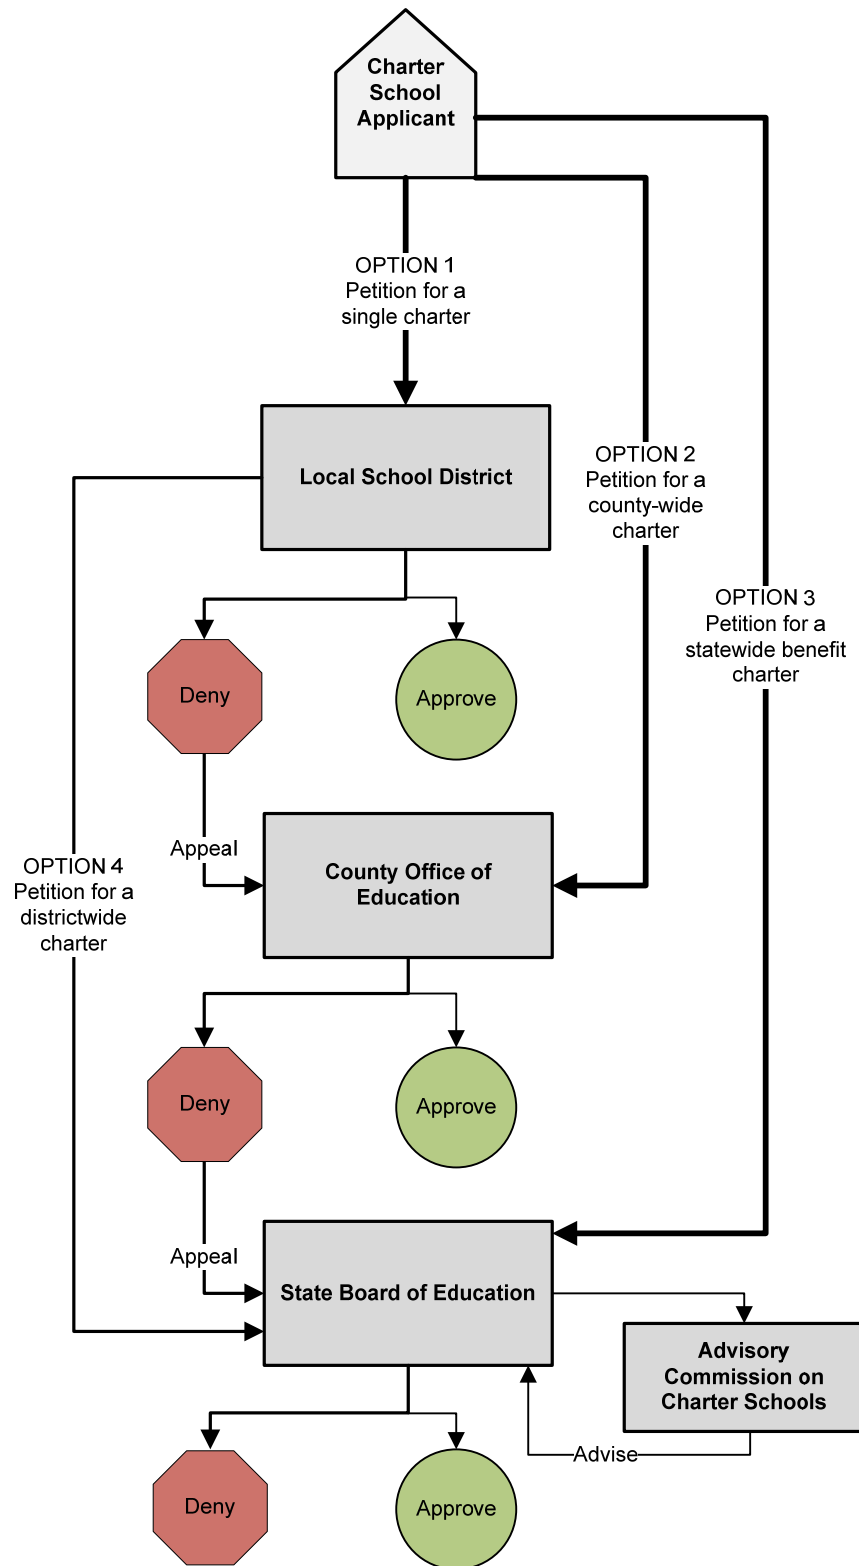 Charter
School
Applicant
OPTION 1
Petition for a
single charter
Local School District
OPTION 2
Petition for a
county-wide
charter
OPTION 3
Petition for a
statewide benefit
charter
Deny
Approve
Appeal
OPTION 4
Petition for a
districtwide
charter
County Office of
Education
Deny
Approve
Appeal
State Board of Education
Advisory
Commission on
Charter Schools
Advise
Deny
Approve